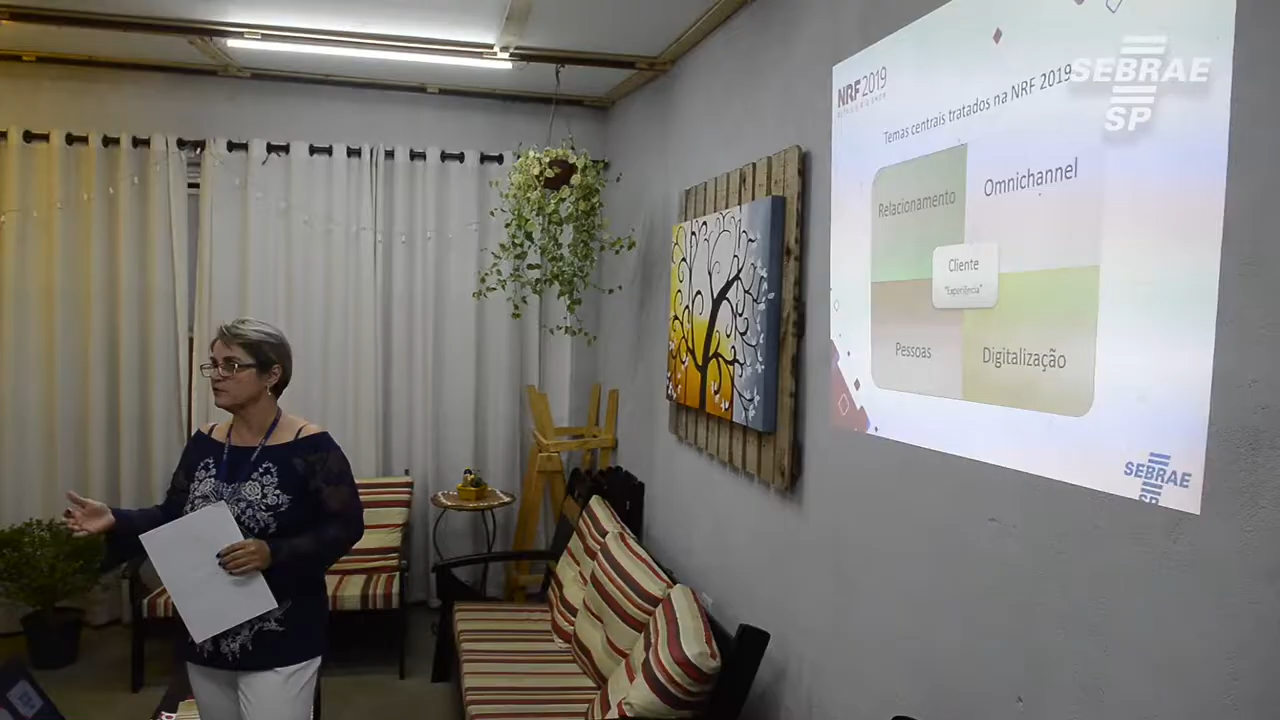 NRF 2019
SEBRAE
SP
Temas centrais tratados na NRF 2019
Relacionamento
Omnichannel
Cliente
"Experiência"
Pessoas
Digitalização
SEBRAE
SP